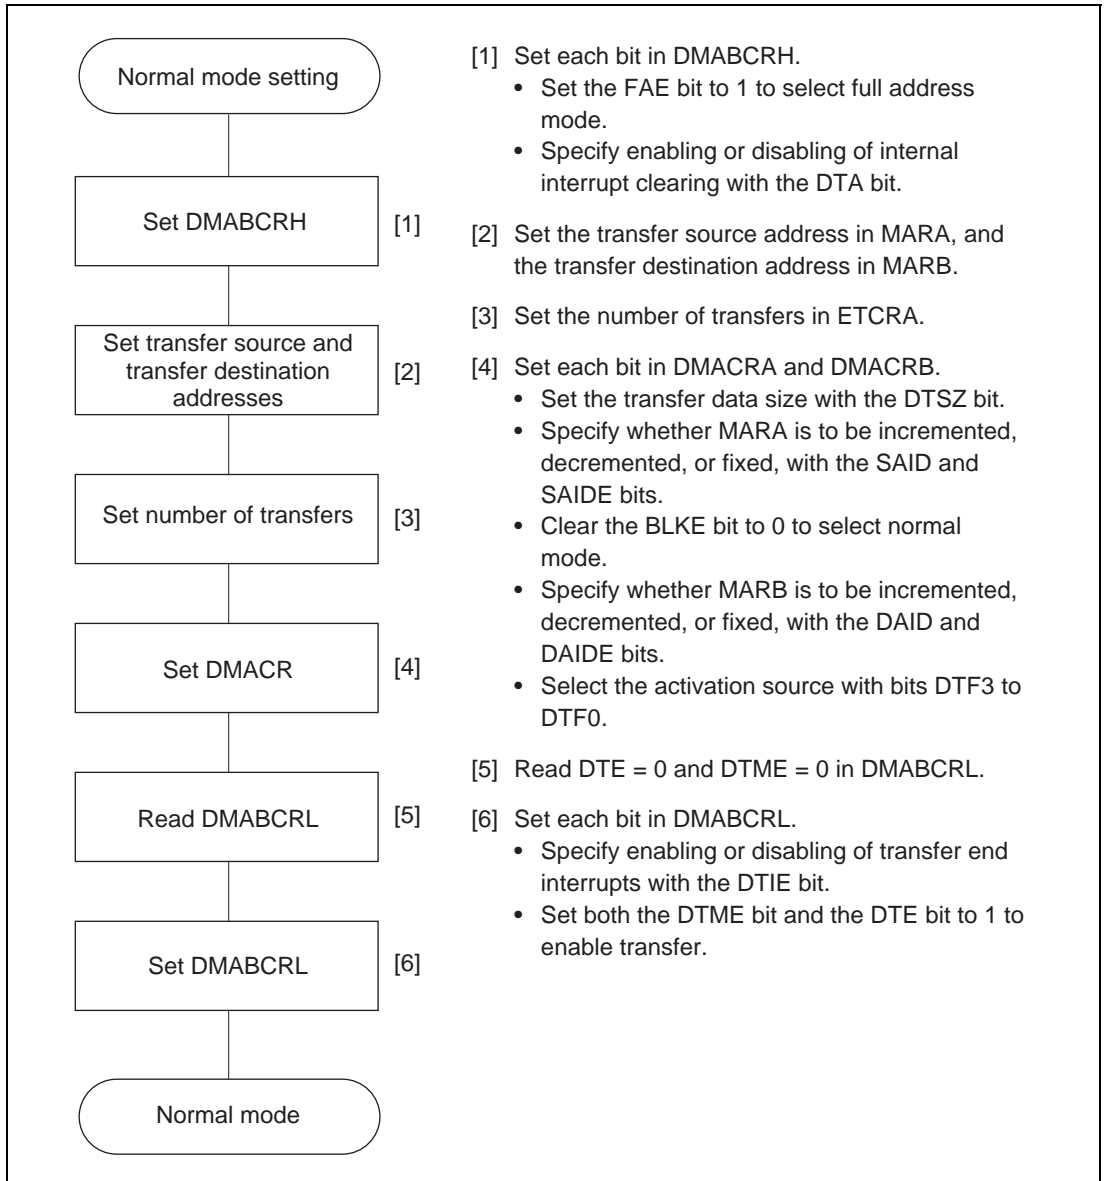 Normal mode setting
Set DMABCRH
[1]
Set transfer source and
transfer destination
addresses
[2]
Set number of transfers
[3]
Set DMACR
[4]
Read DMABCRL
[5]
Set DMABCRL
[6]
Normal mode
[1] Set each bit in DMABCRH.
• Set the FAE bit to 1 to select full address
mode.
• Specify enabling or disabling of internal
interrupt clearing with the DTA bit.
[2] Set the transfer source address in MARA, and
the transfer destination address in MARB.
[3] Set the number of transfers in ETCRA.
[4] Set each bit in DMACRA and DMACRB.
• Set the transfer data size with the DTSZ bit.
• Specify whether MARA is to be incremented,
decremented, or fixed, with the SAID and
SAIDE bits.
• Clear the BLKE bit to 0 to select normal
mode.
• Specify whether MARB is to be incremented,
decremented, or fixed, with the DAID and
DAIDE bits.
• Select the activation source with bits DTF3 to
DTF0.
[5] Read DTE = 0 and DTME = 0 in DMABCRL.
[6] Set each bit in DMABCRL.
• Specify enabling or disabling of transfer end
interrupts with the DTIE bit.
• Set both the DTME bit and the DTE bit to 1 to
enable transfer.